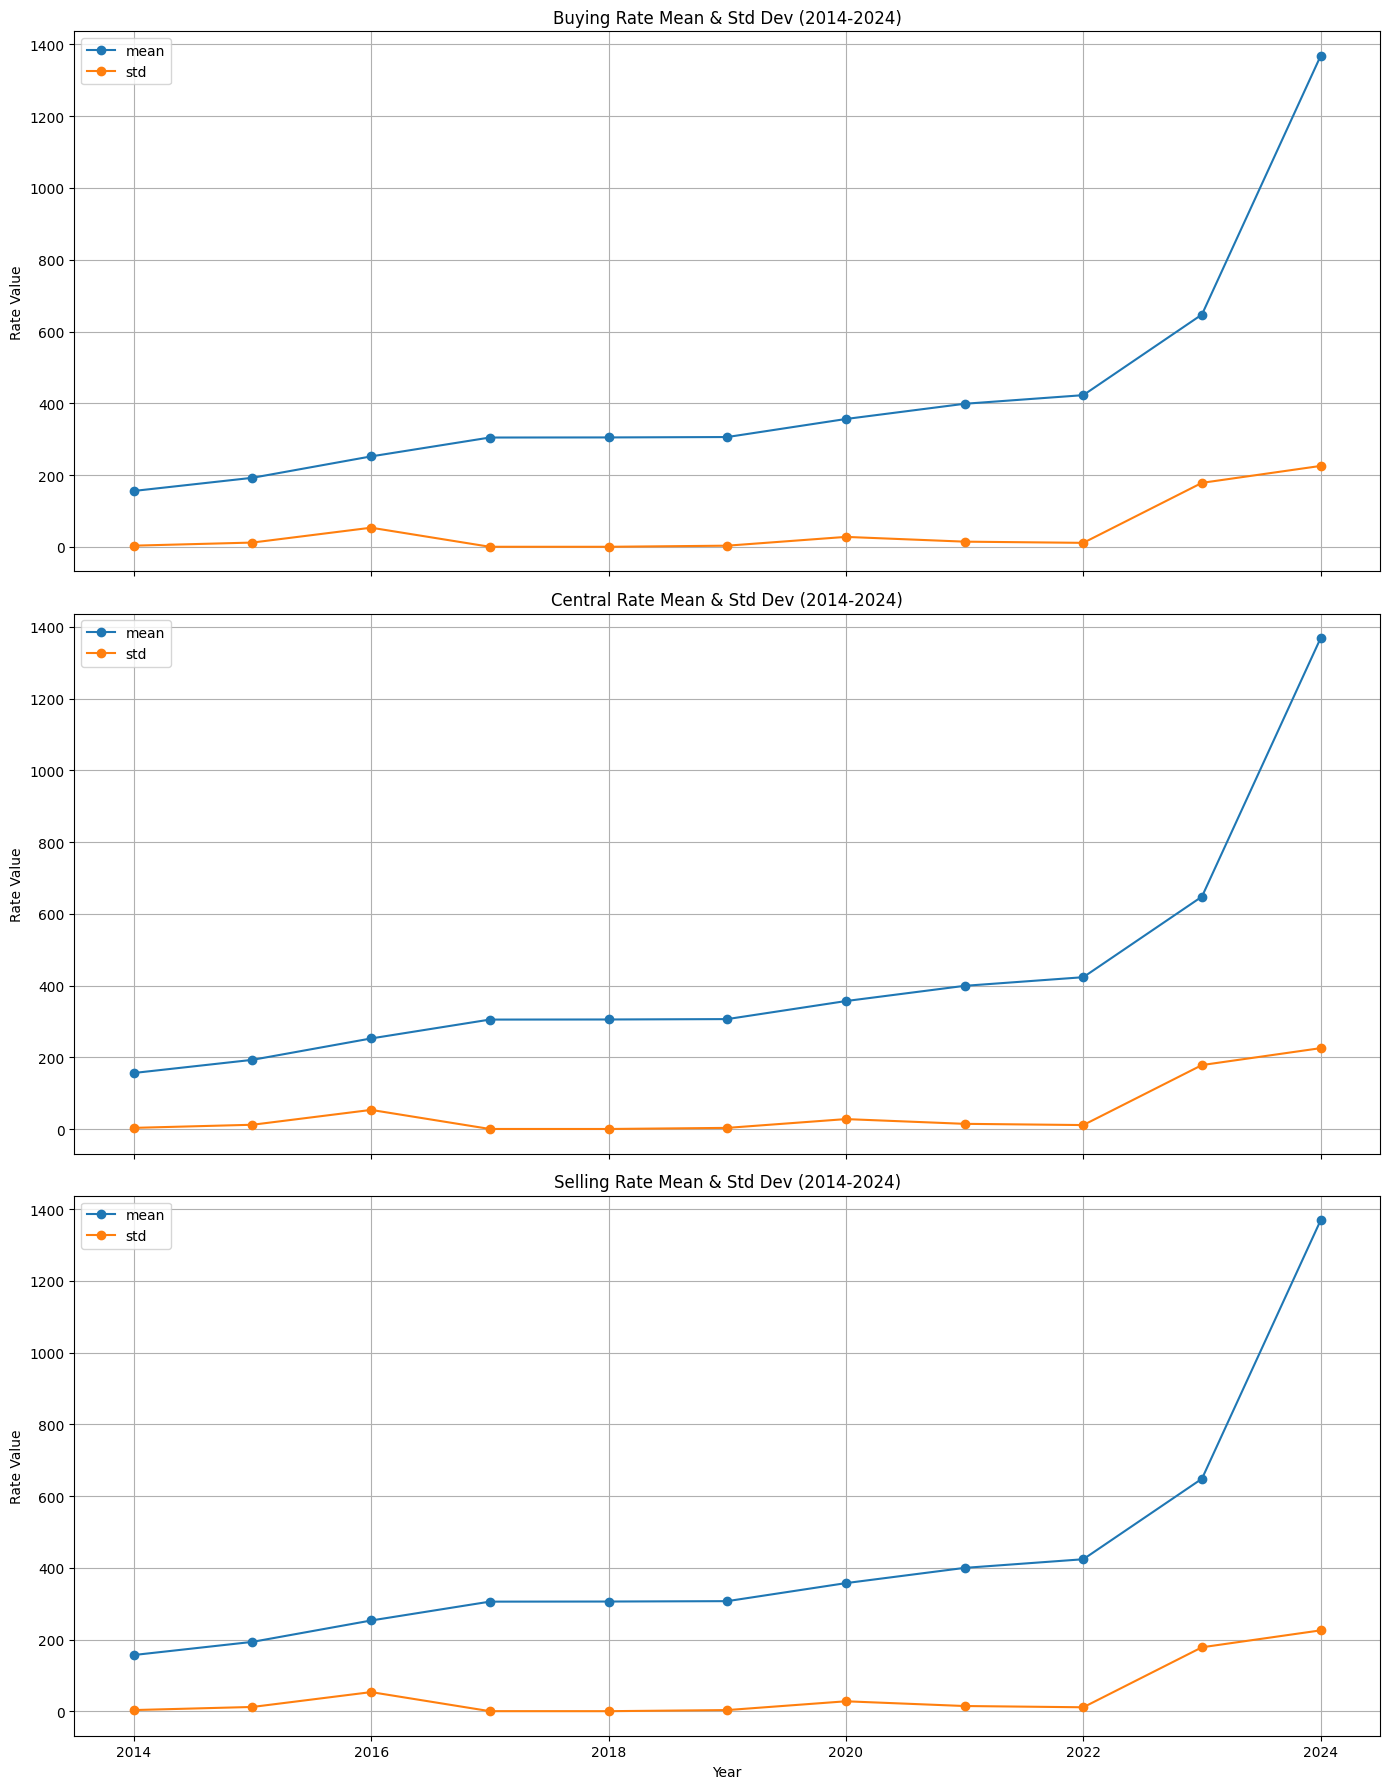 Buying Rate Mean & Std Dev (2014-2024)
mean
std
1400
1200
1000
800
600
400
200
0
Rate Value
Central Rate Mean & Std Dev (2014-2024)
mean
std
1400
1200
1000
800
600
400
200
0
Rate Value
Selling Rate Mean & Std Dev (2014-2024)
mean
std
1400
1200
1000
800
600
400
200
0
Rate Value
2014 2016 2018 2020 2022 2024
Year